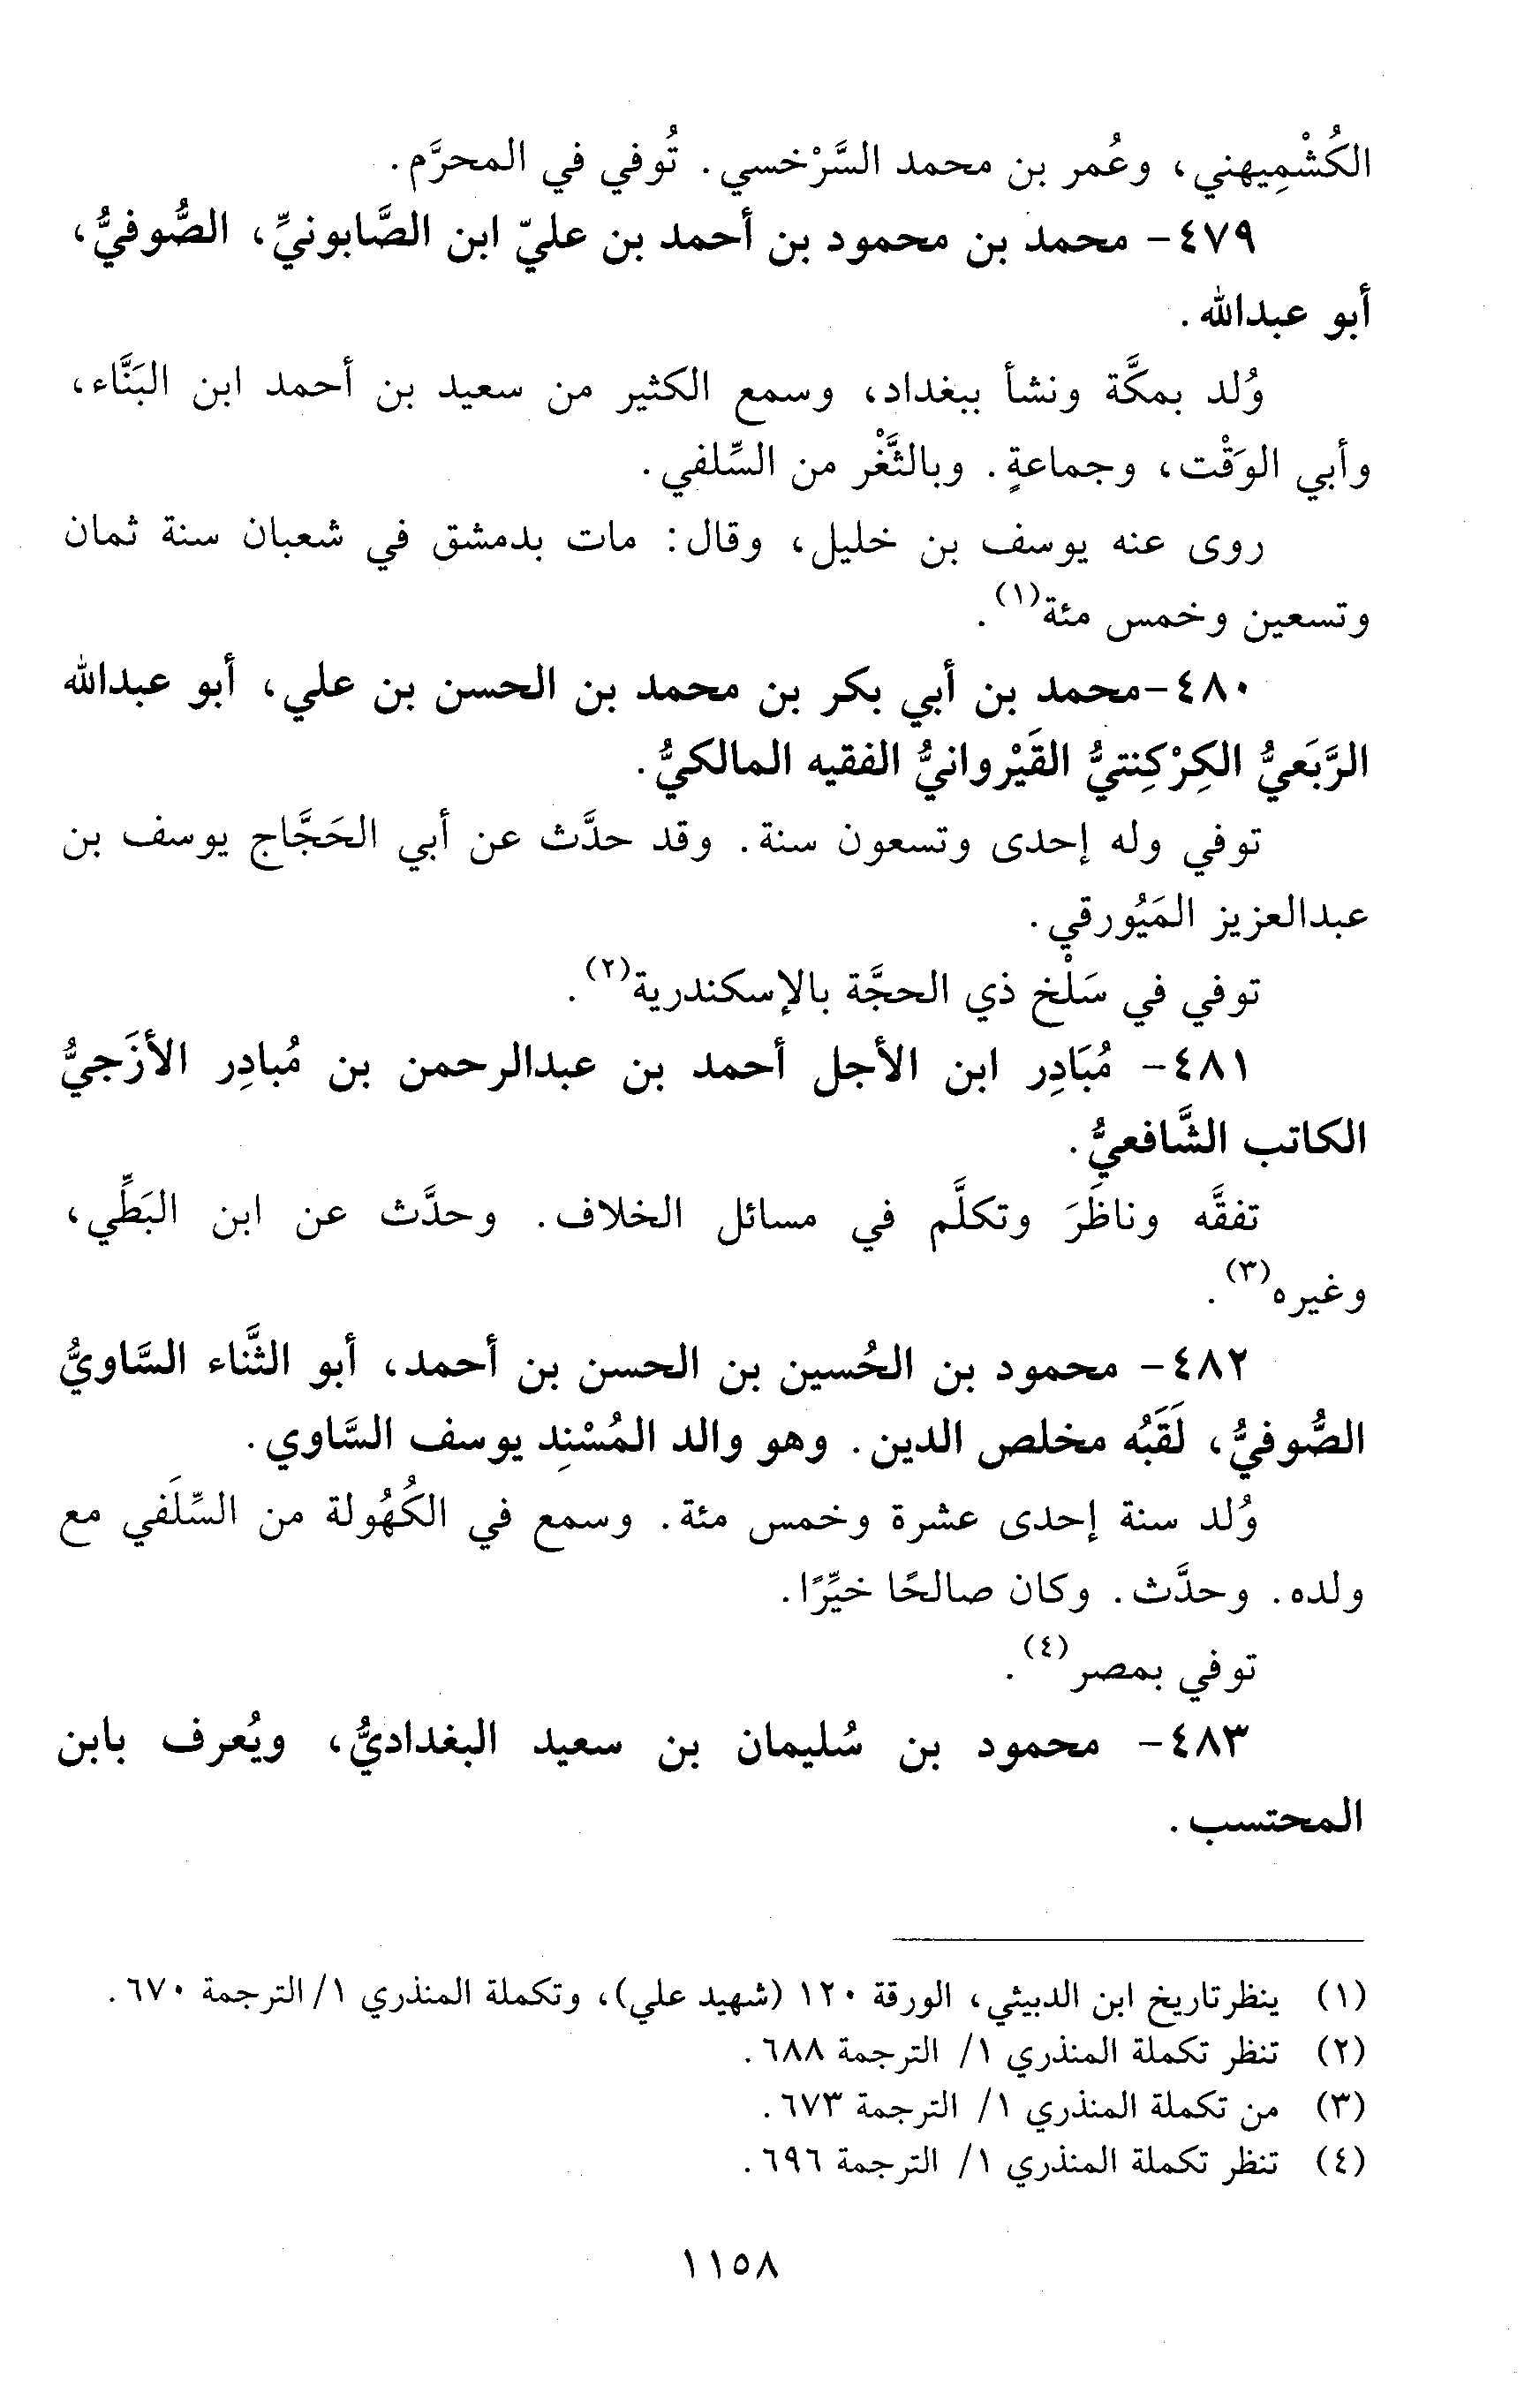 الكُشْمِيهني، وعُمر بن محمد السَّرْخسي. تُوفي في المحرَّم.
٤٧٩- محمد بن محمود بن أحمد بن عليّ ابن الصَّابونيِّ، الصُّوفيُّ،
أبو عبدالله.
وُلد بمكَّة ونشأ ببغداد، وسمع الكثير من سعيد بن أحمد ابن البَنَّاء،
وأبي الوَقْت، وجماعةٍ. وبالثَّغْر من السِّلفي.
روى عنه يوسف بن خليل، وقال: مات بدمشق في شعبان سنة ثمان
وتسعين وخمس مئة(١).
٤٨٠-محمد بن أبي بكر بن محمد بن الحسن بن علي، أبو عبدالله
الرَّبَعيُّ الكِرْكِنتيُّ القَيْروانيُّ الفقيه المالكيُّ.
توفي وله إحدى وتسعون سنة. وقد حدَّث عن أبي الحَجَّاج يوسف بن
عبدالعزيز المَيُورقي.
توفي في سَلْخ ذي الحجَّة بالإسكندرية(٢).
٤٨١- مُبَادِر ابن الأجل أحمد بن عبدالرحمن بن مُبادِر الأزَجيُّ
الكاتب الشَّافعيُّ.
تفقَّه وناظَرَ وتكلَّم في مسائل الخلاف. وحدَّث عن ابن البَطِّي،
وغيره(٣).
٤٨٢- محمود بن الحُسين بن الحسن بن أحمد، أبو الثَّناء السَّاويُّ
الصُّوفيُّ، لَقَبُه مخلص الدين. وهو والد المُسْنِد يوسف السَّاوي.
وُلد سنة إحدى عشرة وخمس مئة. وسمع في الكُهُولة من السِّلَفي مع
ولده. وحدَّث. وكان صالحًا خيِّرًا.
توفي بمصر(٤).
٤٨٣- محمود بن سُليمان بن سعيد البغداديُّ، ويُعرف بابن
المحتسب.
(١) ينظرتاريخ ابن الدبيثي، الورقة ١٢٠ (شهيد علي)، وتكملة المنذري ١/ الترجمة ٦٧٠.
(٢) تنظر تكملة المنذري ١/ الترجمة ٦٨٨.
(٣) من تكملة المنذري ١/ الترجمة ٦٧٣.
(٤) تنظر تكملة المنذري ١/ الترجمة ٦٩٦.
١١٥٨